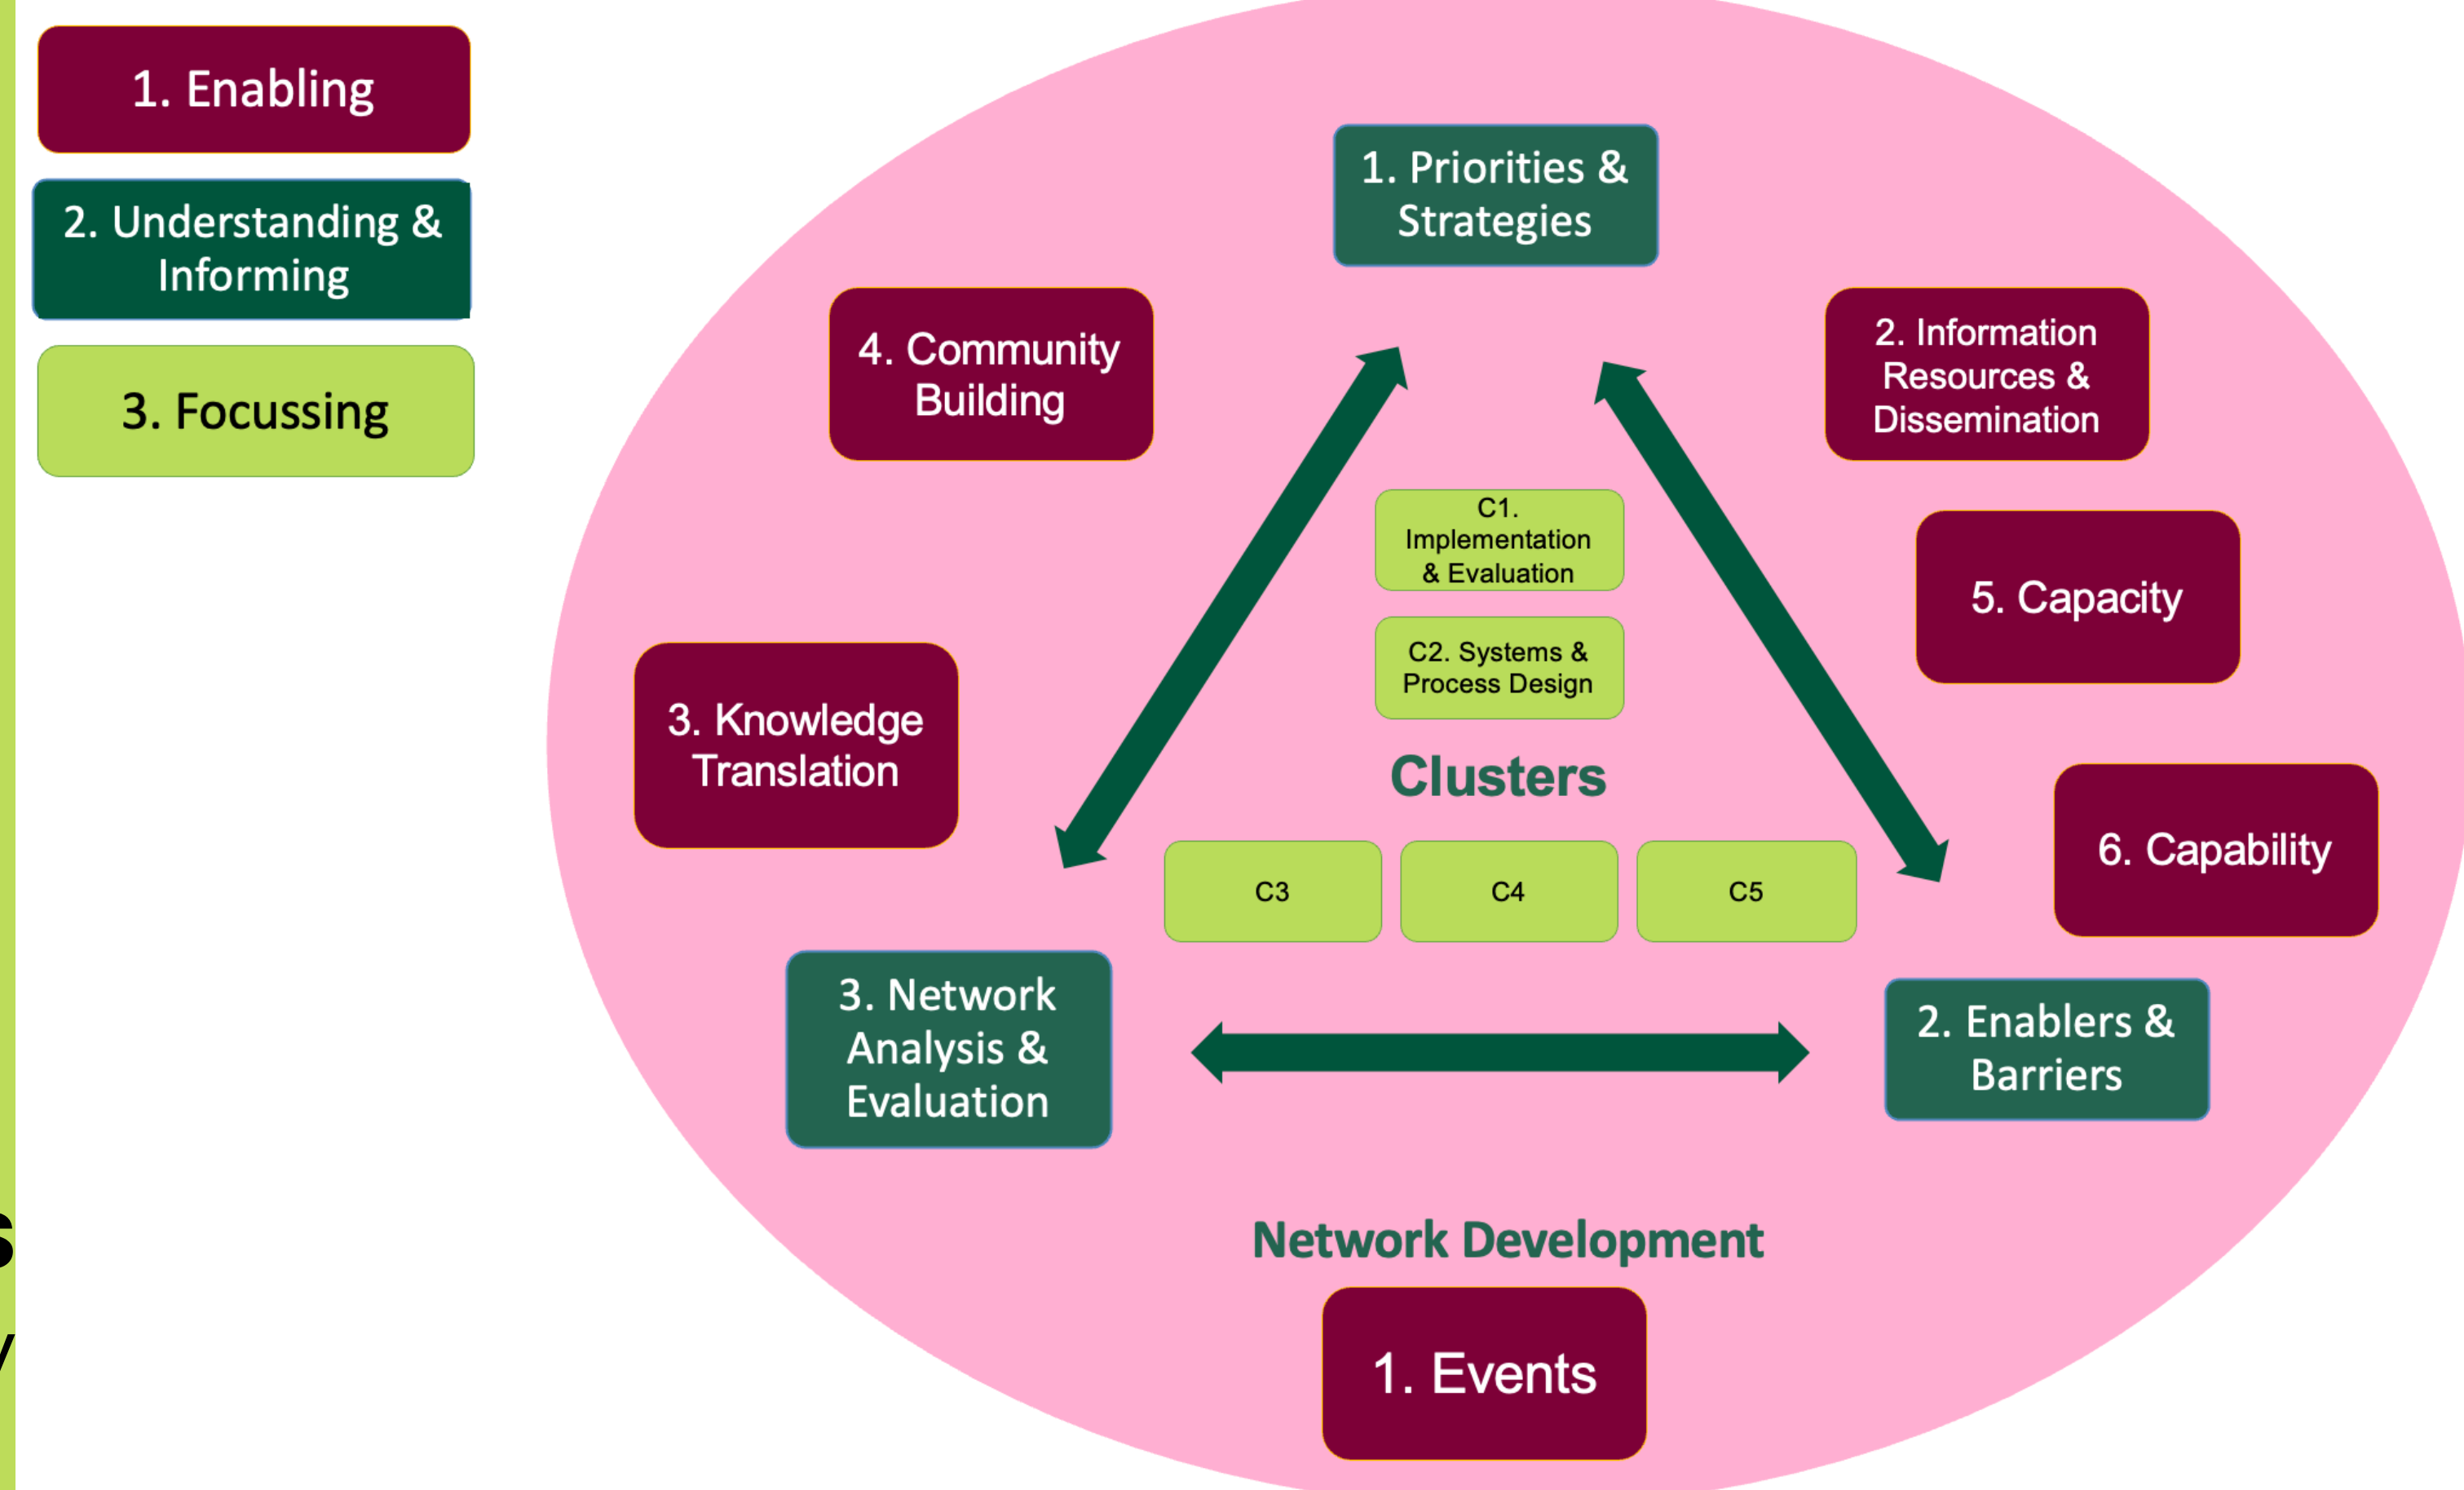 1. Enabling
2. Understanding &
Informing
3. Focussing
1. Priorities &
Strategies
4. Community
Building
2. Information
Resources &
Dissemination
C1.
Implementation
& Evaluation
5. Capacity
C2. Systems &
Process Design
3. Knowledge
Translation
Clusters
6. Capability
C3
C4
C5
3. Network
Analysis &
Evaluation
2. Enablers &
Barriers
Network Development
1. Events